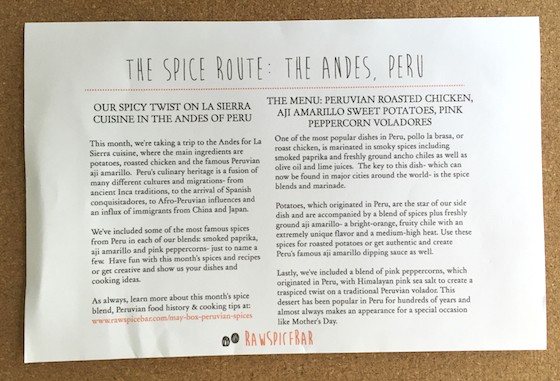 THE SPICE ROUTE: THE ANDES, PERU
OUR SPICY TWIST ON LA SIERRA
CUISINE IN THE ANDES OF PERU
This month, we're taking a trip to the Andes for La
Sierra cuisine, where the main ingredients are
potatoes, roasted chicken and the famous Peruvian
aji amarillo. Peru's culinary heritage is a fusion of
many different cultures and migrations- from
ancient Inca traditions, to the arrival of Spanish
conquisitadores, to Afro-Peruvian influences and
an influx of immigrants from China and Japan.
We've included some of the most famous spices
from Peru in each of our blends: smoked paprika,
aji amarillo and pink peppercorns- just to name a
few. Have fun with this month's spices and recipes
or get creative and show us your dishes and
cooking ideas.
As always, learn more about this month's spice
blend, Peruvian food history & cooking tips at:
www.rawspicebar.com/may-box-peruvian-spices
THE MENU: PERUVIAN ROASTED CHICKEN,
AJI AMARILLO SWEET POTATOES, PINK
PEPPERCORN VOLADORES
One of the most popular dishes in Peru, pollo la brasa, or
roast chicken, is marinated in smoky spices including
smoked paprika and freshly ground ancho chiles as well as
olive oil and lime juices. The key to this dish- which can
now be found in major cities around the world- is the spice
blends and marinade.
Potatoes, which originated in Peru, are the star of our side
dish and are accompanied by a blend of spices plus freshly
ground aji amarillo- a bright-orange, fruity chile with an
extremely unique flavor and a medium-high heat. Use these
spices for roasted potatoes or get authentic and create
Peru's famous aji amarillo dipping sauce as well.
Lastly, we've included a blend of pink peppercorns, which
originated in Peru, with Himalayan pink sea salt to create a
traspiced twist on a traditional Peruvian volador. This
dessert has been popular in Peru for hundreds of years and
almost always makes an appearance for a special occasion
like Mother's Day.
RAWSPICEBAR